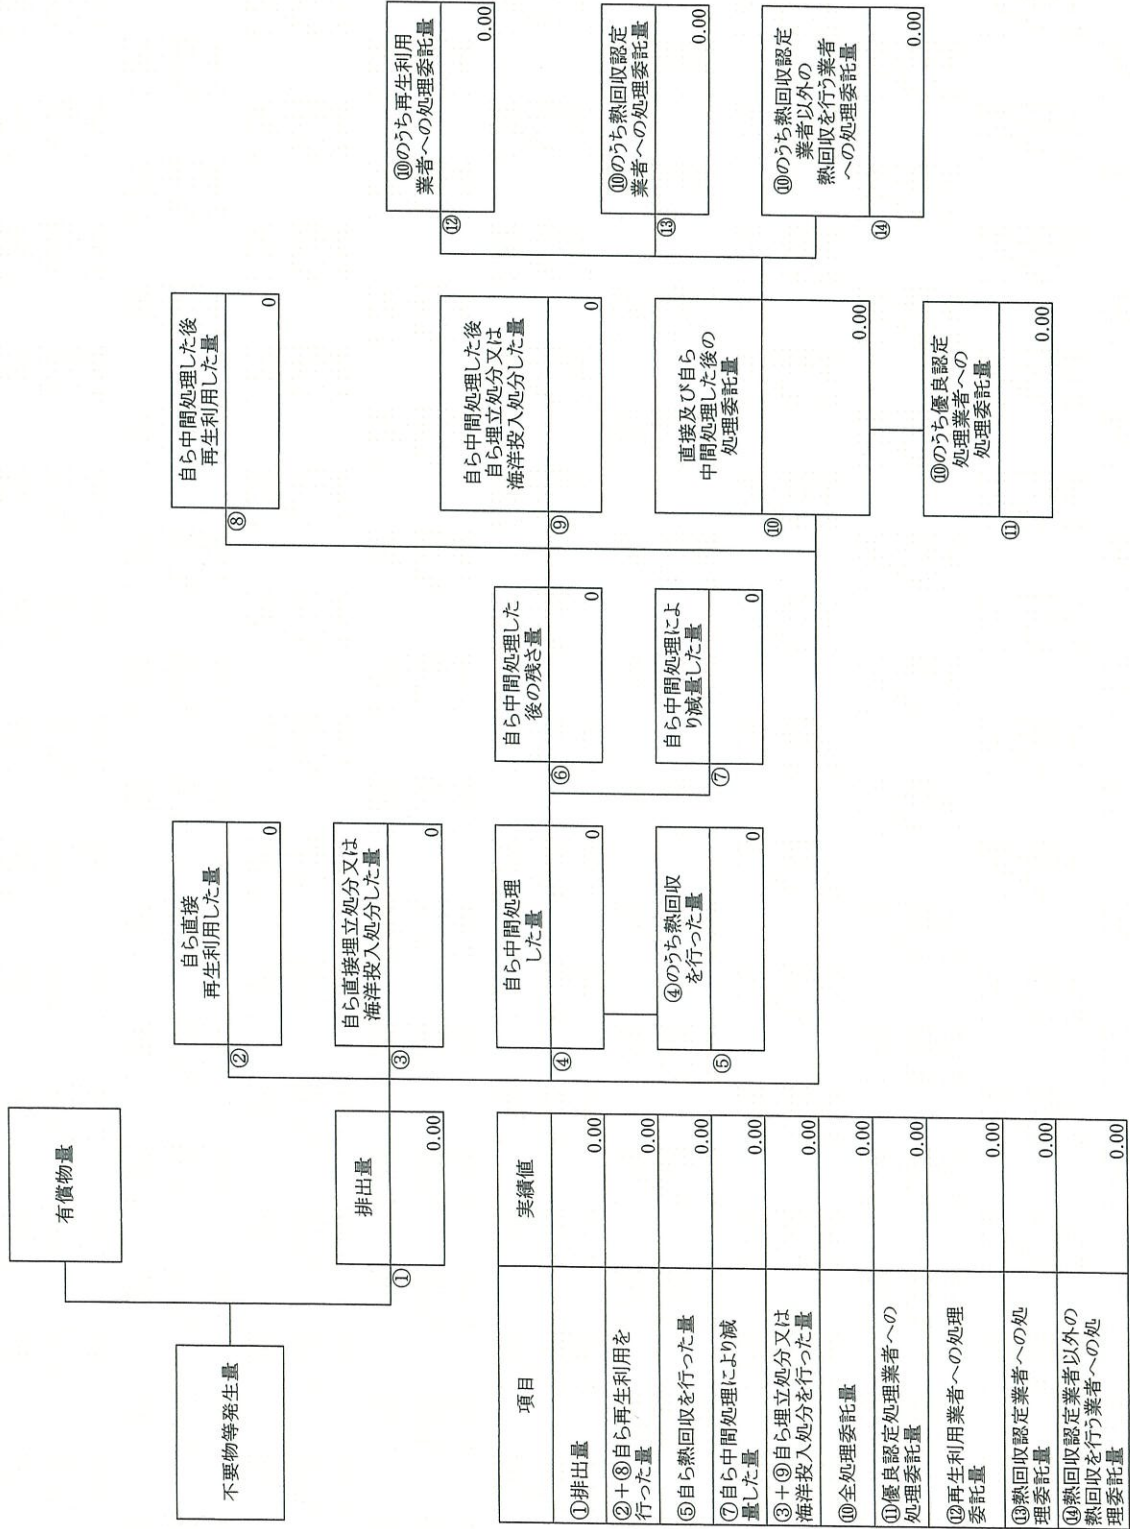 不要物等発生量
有償物量
排出量
①
0.00
自ら直接
再生利用した量
②
0
自ら直接埋立処分又は
海洋投入処分した量
③
0
自ら中間処理
した量
④
0
④のうち熱回収
を行った量
⑤
0
自ら中間処理した
後の残さ量
⑥
0
自ら中間処理によ
り減量した量
⑦
0
自ら中間処理した後
再生利用した量
⑧
0
自ら中間処理した後
自ら埋立処分又は
海洋投入処分した量
⑨
0
直接及び自ら
中間処理した後の
処理委託量
⑩
0.00
⑩のうち優良認定
処理業者への
処理委託量
⑪
0.00
⑩のうち再生利用
業者への処理委託量
⑫
0.00
⑩のうち熱回収認定
業者への処理委託量
⑬
0.00
⑩のうち熱回収認定
業者以外の
熱回収を行う業者
への処理委託量
⑭
0.00
項目 実績値
①排出量 0.00
②+⑧自ら再生利用を
行った量 0.00
⑤自ら熱回収を行った量 0.00
⑦自ら中間処理により減
量した量 0.00
③+⑨自ら埋立処分又は
海洋投入処分を行った量 0.00
⑩全処理委託量 0.00
⑪優良認定処理業者への
処理委託量 0.00
⑫再生利用業者への処理
委託量 0.00
⑬熱回収認定業者への処
理委託量 0.00
⑭熱回収認定業者以外の
熱回収を行う業者への処
理委託量 0.00